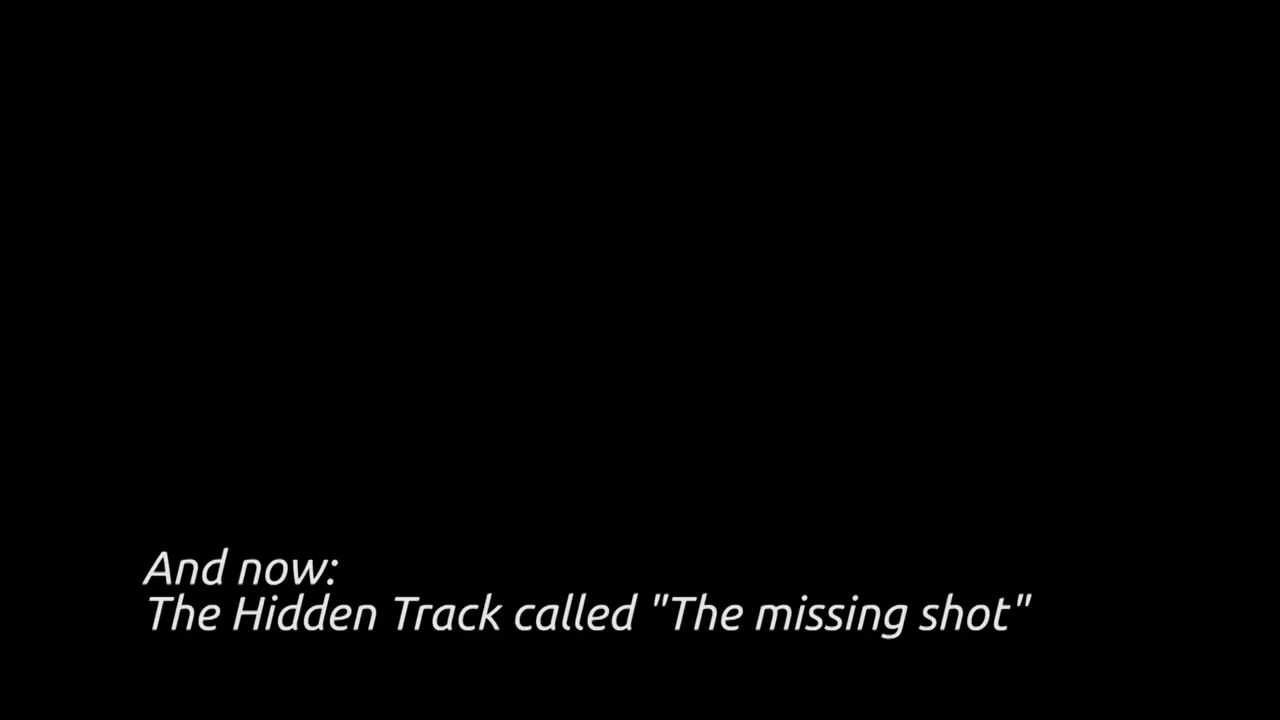 And now:
The Hidden Track called "The missing shot"